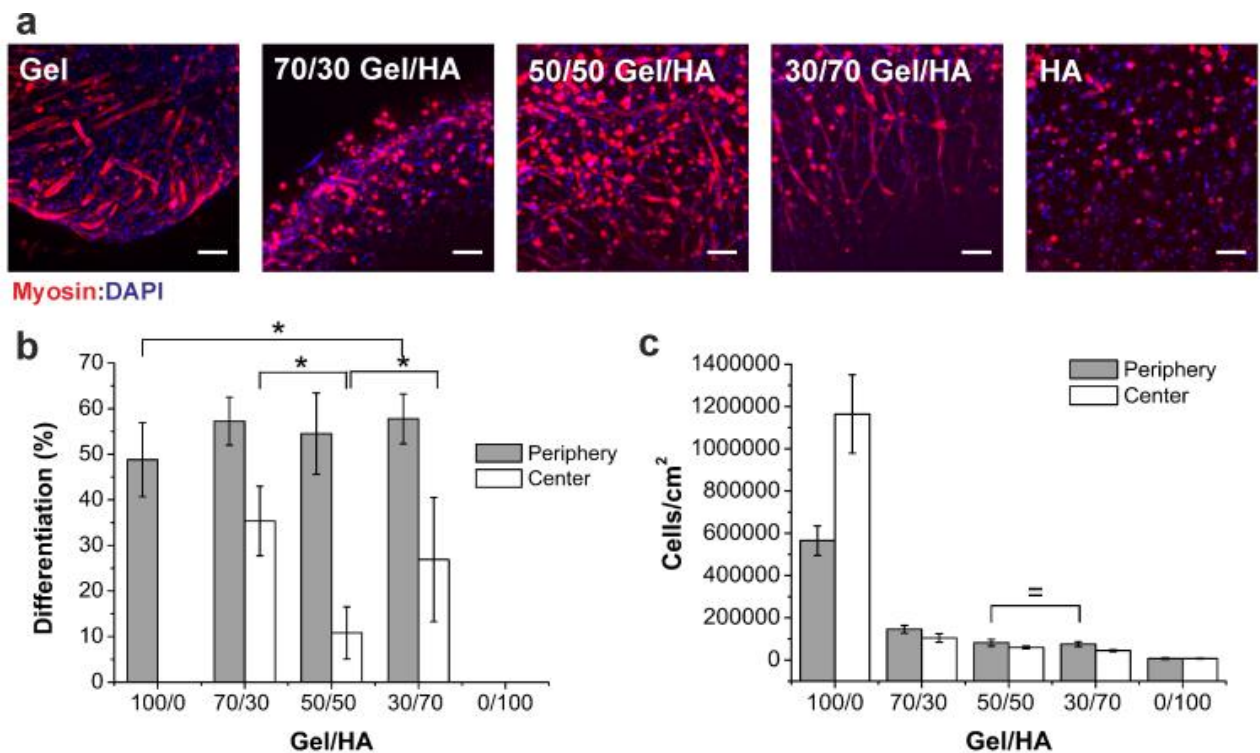 a
Gel
70/30 Gel/HA
50/50 Gel/HA
30/70 Gel/HA
HA
Myosin:DAPI
b
*
*
*
70
60
50
40
30
20
10
0
Differentiation (%)
Periphery
Center
100/0
70/30
50/50
30/70
0/100
Gel/HA
c
1400000
1200000
1000000
800000
600000
400000
200000
0
Cells/cm²
Periphery
Center
=
100/0
70/30
50/50
30/70
0/100
Gel/HA